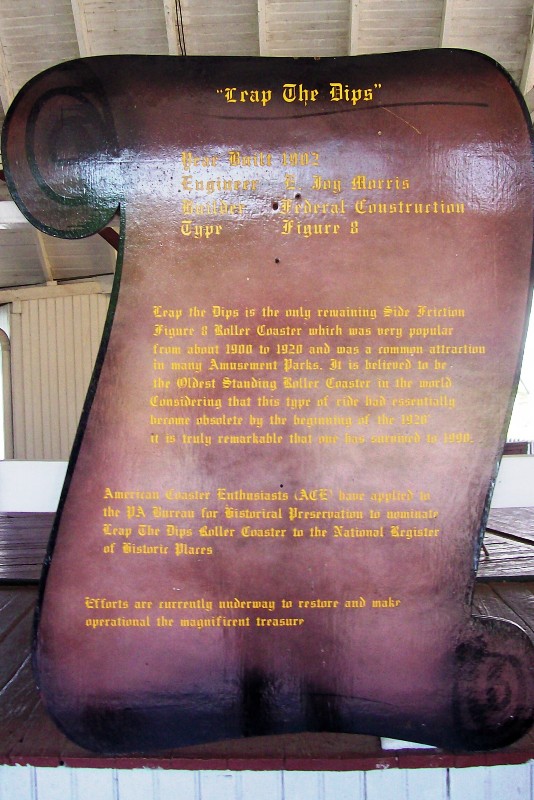 "Leap The Dips"
Year Built 1902
Engineer E. Joy Morris
Builder Federal Construction
Type Figure 8
Leap the Dips is the only remaining Side Friction
Figure 8 Roller Coaster which was very popular
from about 1900 to 1920 and was a common attraction
in many Amusement Parks. It is believed to be
the Oldest Standing Roller Coaster in the world.
Considering that this type of ride had essentially
become obsolete by the beginning of the 1920'
it is truly remarkable that one has survived to 1990.
American Coaster Enthusiasts (ACE) have applied to
the PA Bureau for Historical Preservation to nominate
Leap The Dips Roller Coaster to the National Register
of Historic Places
Efforts are currently underway to restore and make
operational the magnificent treasure